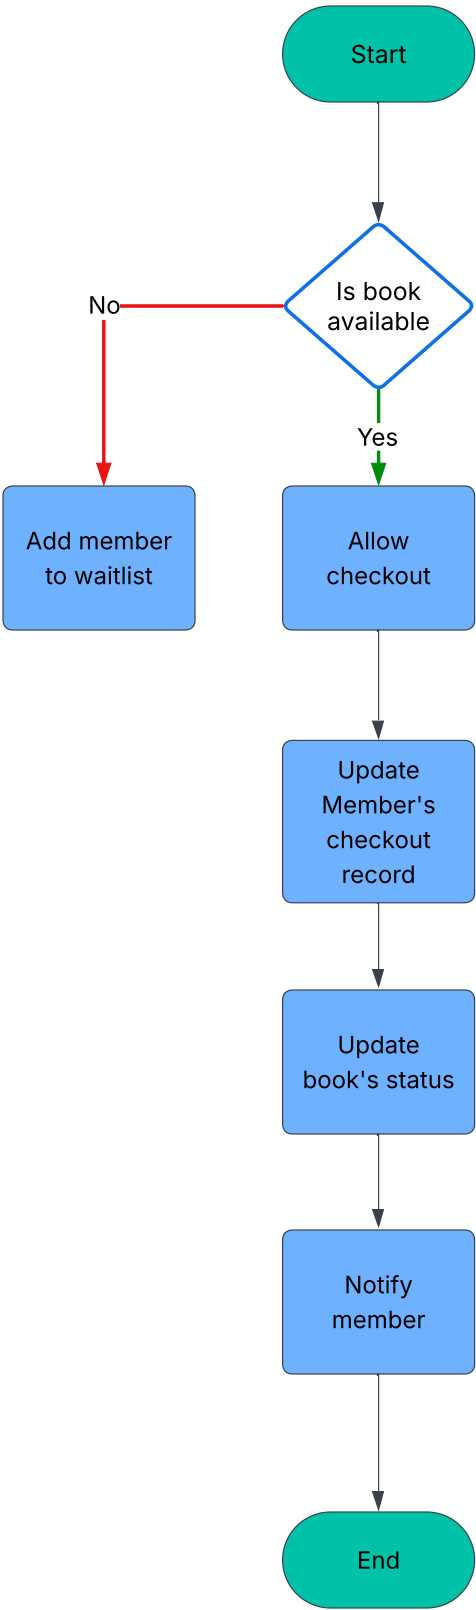 Start
Is book
available
No
Yes
Add member
to waitlist
Allow
checkout
Update
Member's
checkout
record
Update
book's status
Notify
member
End